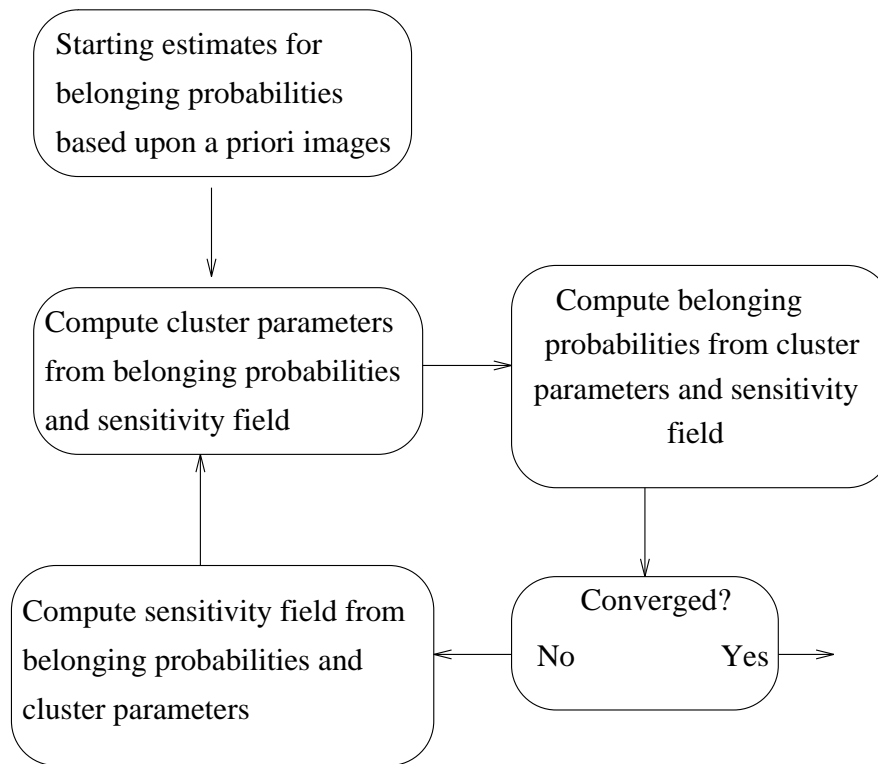 Starting estimates for
belonging probabilities
based upon a priori images
Compute cluster parameters
from belonging probabilities
and sensitivity field
Compute belonging
probabilities from cluster
parameters and sensitivity
field
Converged?
No Yes
Compute sensitivity field from
belonging probabilities and
cluster parameters